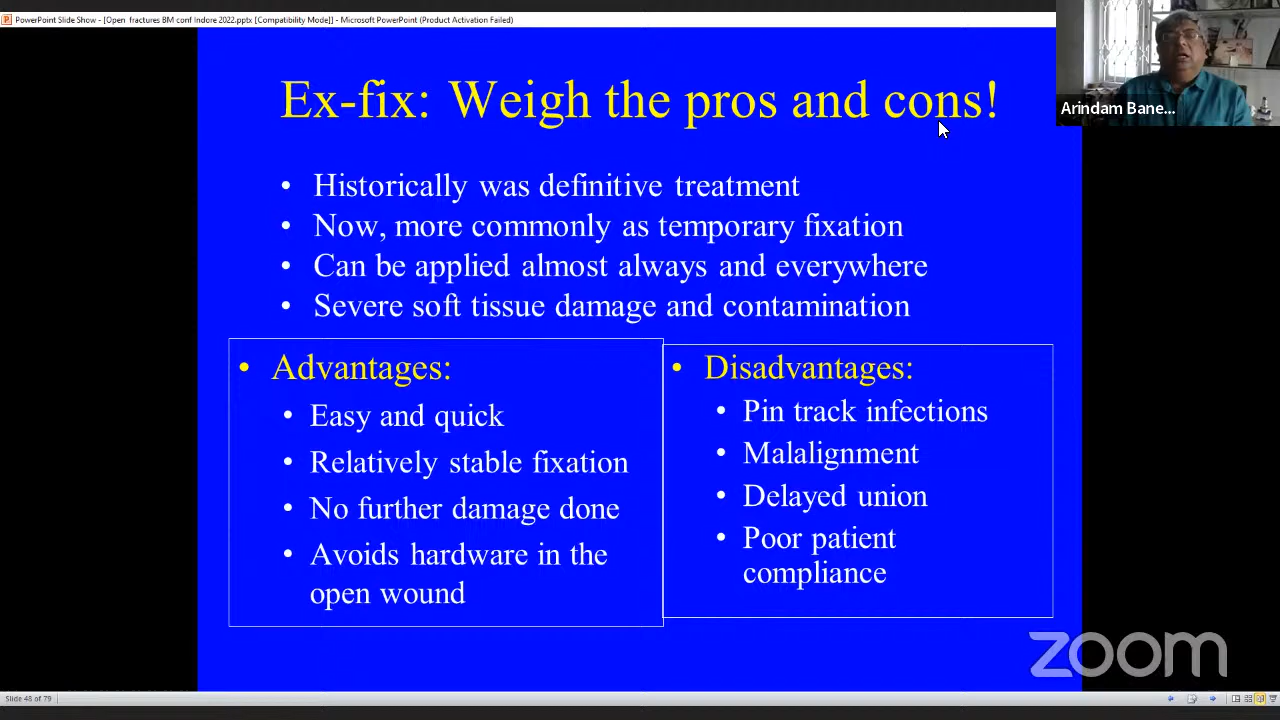 PowerPoint Slide Show - [Open fractures BM conf Indore 2022.pptx [Compatibility Mode]] - Microsoft PowerPoint (Product Activation Failed)
Arindam Bane...
Ex-fix: Weigh the pros and cons!
• Historically was definitive treatment
• Now, more commonly as temporary fixation
• Can be applied almost always and everywhere
• Severe soft tissue damage and contamination
• Advantages:
• Easy and quick
• Relatively stable fixation
• No further damage done
• Avoids hardware in the
open wound
• Disadvantages:
• Pin track infections
• Malalignment
• Delayed union
• Poor patient
compliance
zoom
Slide 48 of 79